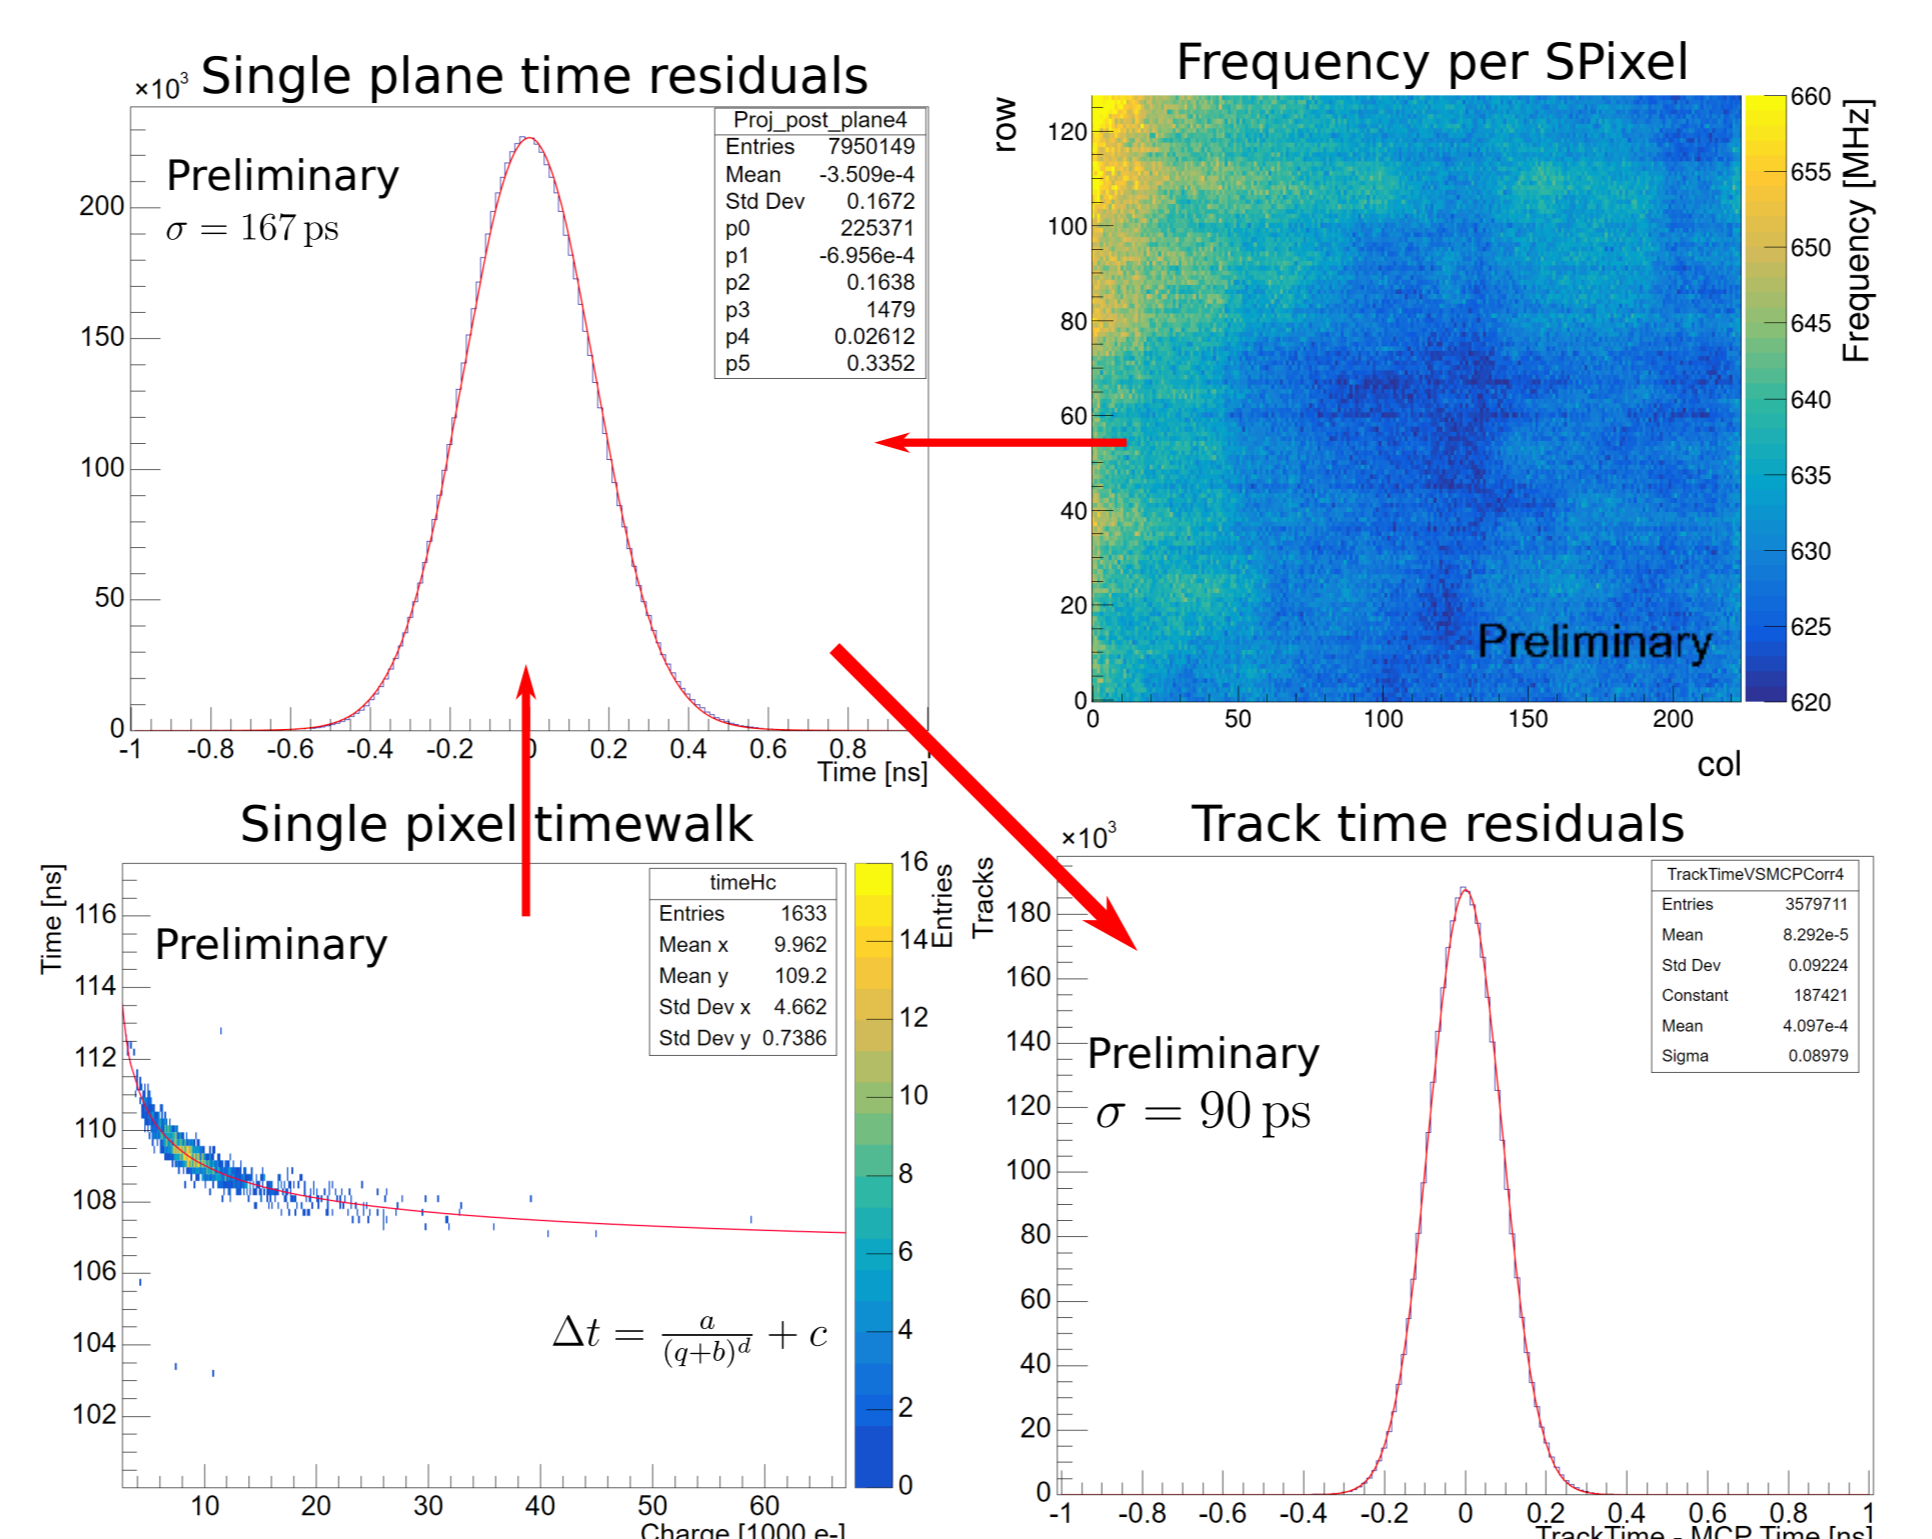 Single plane time residuals
×10³
Preliminary
σ = 167 ps
Proj_post_plane4
Entries 7950149
Mean -3.509e-4
Std Dev 0.1672
p0 225371
p1 -6.956e-4
p2 0.1638
p3 1479
p4 0.02612
p5 0.3352
200
150
100
50
0
-1 -0.8 -0.6 -0.4 -0.2 0 0.2 0.4 0.6 0.8
Time [ns]
Frequency per SPixel
row
120
100
80
60
40
20
0
0 50 100 150 200
col
Preliminary
660
655
650
645
640
635
630
625
620
Frequency [MHz]
Single pixel timewalk
Time [ns]
116
114
112
110
108
106
104
102
Preliminary
timeHc
Entries 1633
Mean x 9.962
Mean y 109.2
Std Dev x 4.662
Std Dev y 0.7386
Δt = a/(q+b)^d + c
10 20 30 40 50 60
Charge [1000 e-]
16
14
12
10
8
6
4
2
0
Entries
Track time residuals
×10³
Tracks
180
160
140
120
100
80
60
40
20
0
Preliminary
σ = 90 ps
TrackTimeVSMCPCorr4
Entries 3579711
Mean 8.292e-5
Std Dev 0.09224
Constant 187421
Mean 4.097e-4
Sigma 0.08979
-1 -0.8 -0.6 -0.4 -0.2 0 0.2 0.4 0.6 0.8 1
TrackTime - MCP Time [ns]